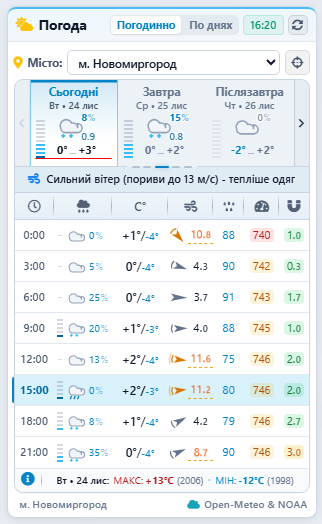 Погода Погодинно По днях 16:20
Місто: м. Новомиргород
Сьогодні Завтра Післязавтра
Вт • 24 лис Ср • 25 лис Чт • 26 лис
8% 15% 0%
0.9 0.8
0° ... +3° 0° ... +2° -2° ... +2°
Сильний вітер (пориви до 13 м/с) - тепліше одяг
C°
0:00 - 0% +1°/-4° 10.8 88 740 1.0
3:00 - 5% 0°/-4° 4.3 90 742 0.3
6:00 - 25% 0°/-4° 3.7 91 743 1.7
9:00 20% +1°/-3° 4.0 88 745 1.0
12:00 - 13% +2°/-4° 11.6 75 746 2.0
15:00 0% +2°/-3° 11.2 80 746 2.0
18:00 8% +1°/-4° 4.2 79 746 2.7
21:00 35% 0°/-4° 8.7 90 746 3.0
Вт • 24 лис: МАКС: +13°C (2006) - МІН: -12°C (1998)
м. Новомиргород Open-Meteo & NOAA